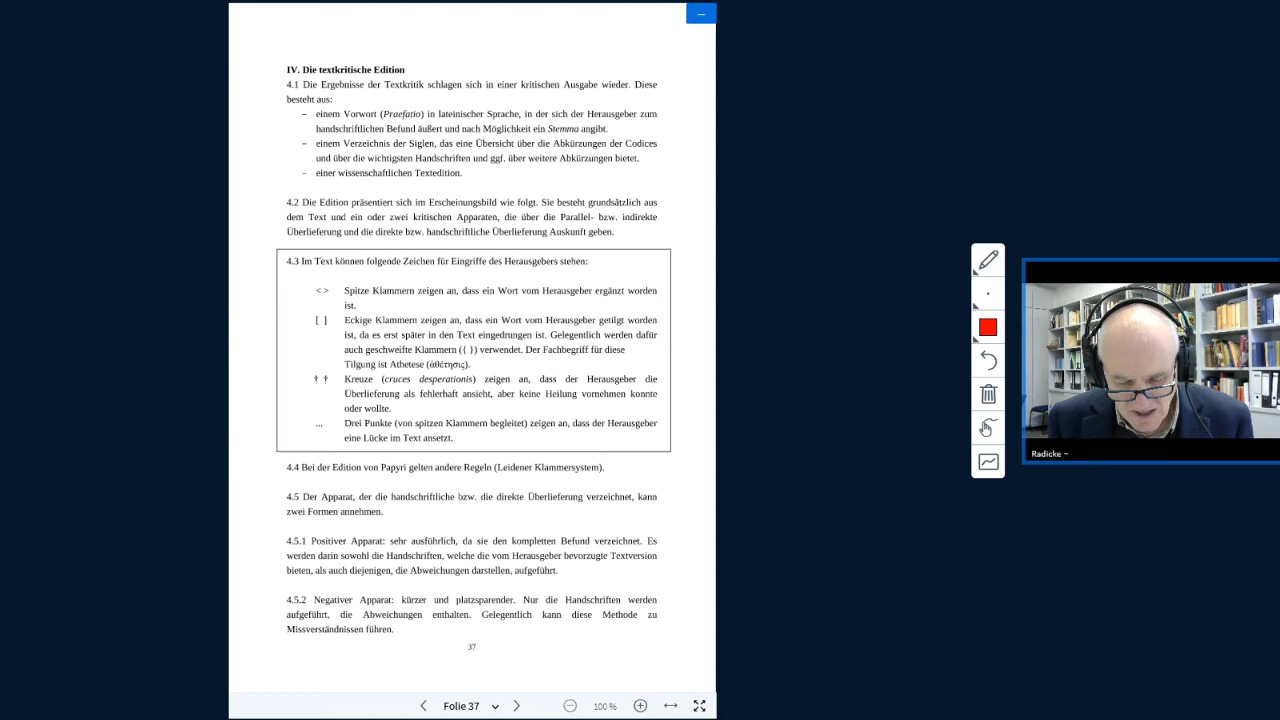 IV. Die textkritische Edition
4.1 Die Ergebnisse der Textkritik schlagen sich in einer kritischen Ausgabe wieder. Diese
besteht aus:
– einem Vorwort (Praefatio) in lateinischer Sprache, in der sich der Herausgeber zum
handschriftlichen Befund äußert und nach Möglichkeit ein Stemma angibt.
– einem Verzeichnis der Siglen, das eine Übersicht über die Abkürzungen der Codices
und über die wichtigsten Handschriften und ggf. über weitere Abkürzungen bietet.
– einer wissenschaftlichen Textedition.
4.2 Die Edition präsentiert sich im Erscheinungsbild wie folgt. Sie besteht grundsätzlich aus
dem Text und ein oder zwei kritischen Apparaten, die über die Parallel- bzw. indirekte
Überlieferung und die direkte bzw. handschriftliche Überlieferung Auskunft geben.
4.3 Im Text können folgende Zeichen für Eingriffe des Herausgebers stehen:
< > Spitze Klammern zeigen an, dass ein Wort vom Herausgeber ergänzt worden
ist.
[ ] Eckige Klammern zeigen an, dass ein Wort vom Herausgeber getilgt worden
ist, da es erst später in den Text eingedrungen ist. Gelegentlich werden dafür
auch geschweifte Klammern ({ }) verwendet. Der Fachbegriff für diese
Tilgung ist Athetese (ἀθέτησις).
† † Kreuze (cruces desperationis) zeigen an, dass der Herausgeber die
Überlieferung als fehlerhaft ansieht, aber keine Heilung vornehmen konnte
oder wollte.
... Drei Punkte (von spitzen Klammern begleitet) zeigen an, dass der Herausgeber
eine Lücke im Text ansetzt.
4.4 Bei der Edition von Papyri gelten andere Regeln (Leidener Klammersystem).
4.5 Der Apparat, der die handschriftliche bzw. die direkte Überlieferung verzeichnet, kann
zwei Formen annehmen.
4.5.1 Positiver Apparat: sehr ausführlich, da sie den kompletten Befund verzeichnet. Es
werden darin sowohl die Handschriften, welche die vom Herausgeber bevorzugte Textversion
bieten, als auch diejenigen, die Abweichungen darstellen, aufgeführt.
4.5.2 Negativer Apparat: kürzer und platzsparender. Nur die Handschriften werden
aufgeführt, die Abweichungen enthalten. Gelegentlich kann diese Methode zu
Missverständnissen führen.
37
Folie 37
100 %
Radicke –